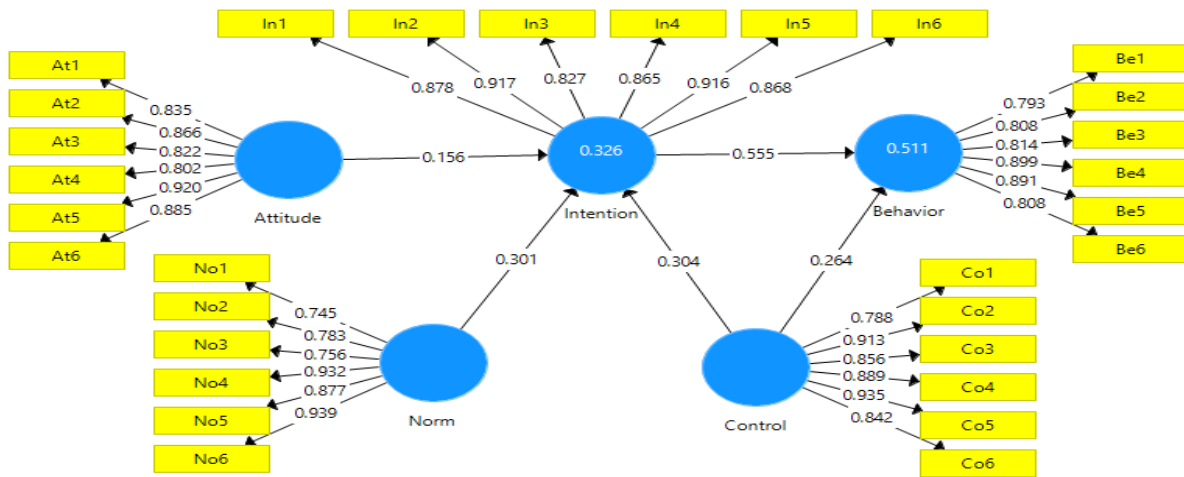 In1
In2
In3
In4
In5
In6
0.878
0.917
0.827
0.865
0.916
0.868
At1
At2
At3
At4
At5
At6
0.835
0.866
0.822
0.802
0.920
0.885
Attitude
0.156
0.326
Intention
0.555
0.511
Behavior
0.793
0.808
0.814
0.899
0.891
0.808
Be1
Be2
Be3
Be4
Be5
Be6
0.301
0.304
0.264
No1
No2
No3
No4
No5
No6
0.745
0.783
0.756
0.932
0.877
0.939
Norm
Control
0.788
0.913
0.856
0.889
0.935
0.842
Co1
Co2
Co3
Co4
Co5
Co6